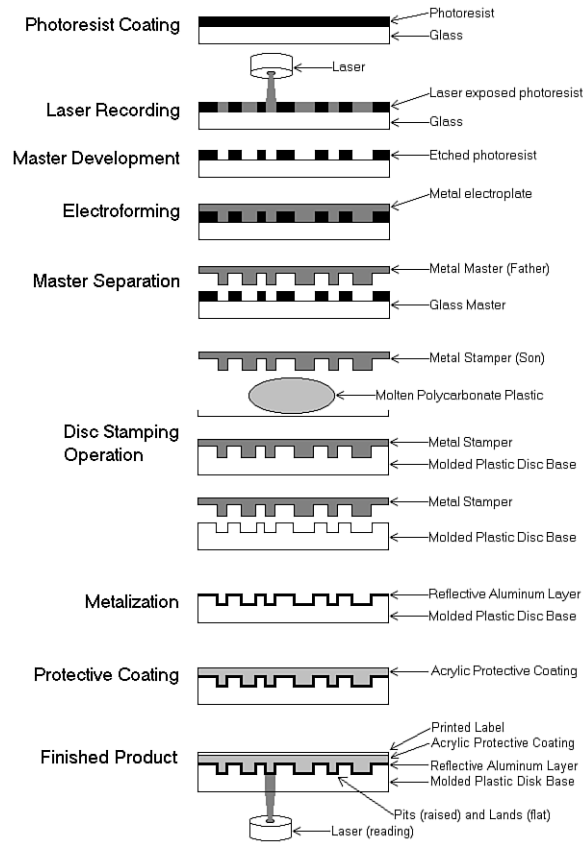 Photoresist Coating
Photoresist
Glass
Laser
Laser Recording
Laser exposed photoresist
Glass
Master Development
Etched photoresist
Electroforming
Metal electroplate
Master Separation
Metal Master (Father)
Glass Master
Metal Stamper (Son)
Molten Polycarbonate Plastic
Disc Stamping
Operation
Metal Stamper
Molded Plastic Disc Base
Metal Stamper
Molded Plastic Disc Base
Metalization
Reflective Aluminum Layer
Molded Plastic Disc Base
Protective Coating
Acrylic Protective Coating
Finished Product
Printed Label
Acrylic Protective Coating
Reflective Aluminum Layer
Molded Plastic Disk Base
Pits (raised) and Lands (flat)
Laser (reading)